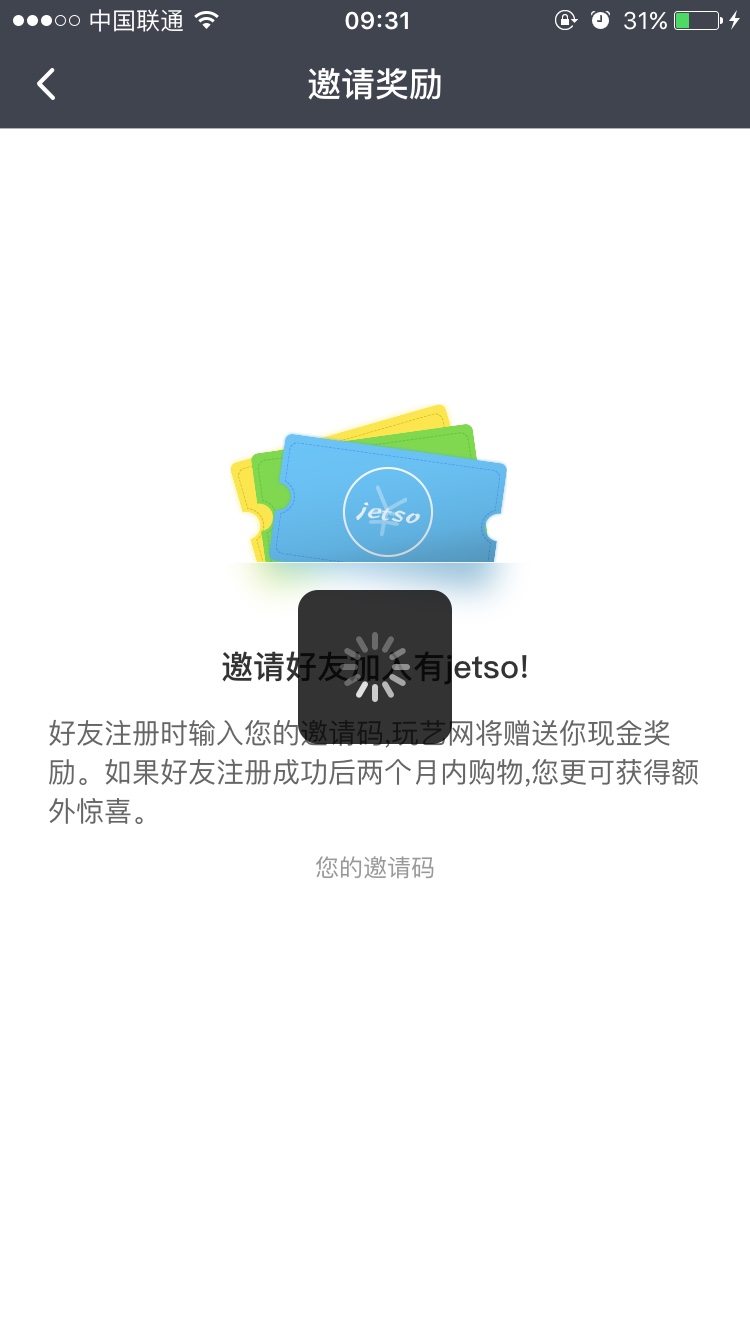 中国联通
09:31
31%
邀请奖励
jetso
邀请好友加入有jetso!
好友注册时输入您的邀请码,玩艺网将赠送你现金奖
励。如果好友注册成功后两个月内购物,您更可获得额
外惊喜。
您的邀请码